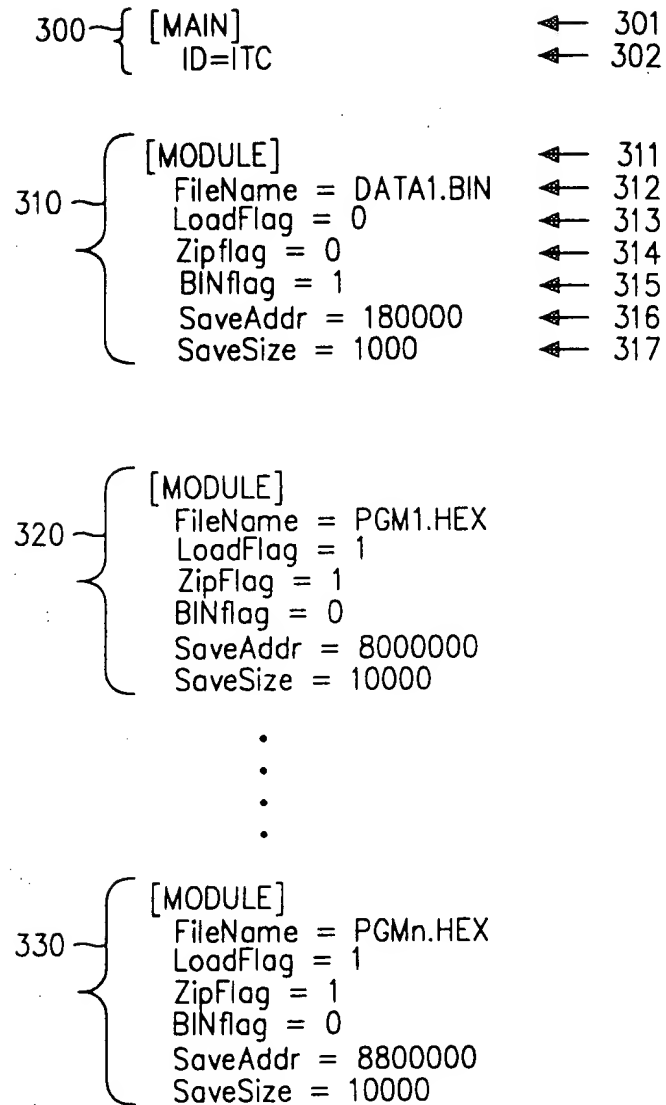 300 [MAIN] 301
ID=ITC 302
[MODULE] 311
310 FileName = DATA1.BIN 312
LoadFlag = 0 313
Zipflag = 0 314
BINflag = 1 315
SaveAddr = 180000 316
SaveSize = 1000 317
[MODULE]
320 FileName = PGM1.HEX
LoadFlag = 1
ZipFlag = 1
BINflag = 0
SaveAddr = 8000000
SaveSize = 10000
[MODULE]
330 FileName = PGMn.HEX
LoadFlag = 1
ZipFlag = 1
BINflag = 0
SaveAddr = 8800000
SaveSize = 10000